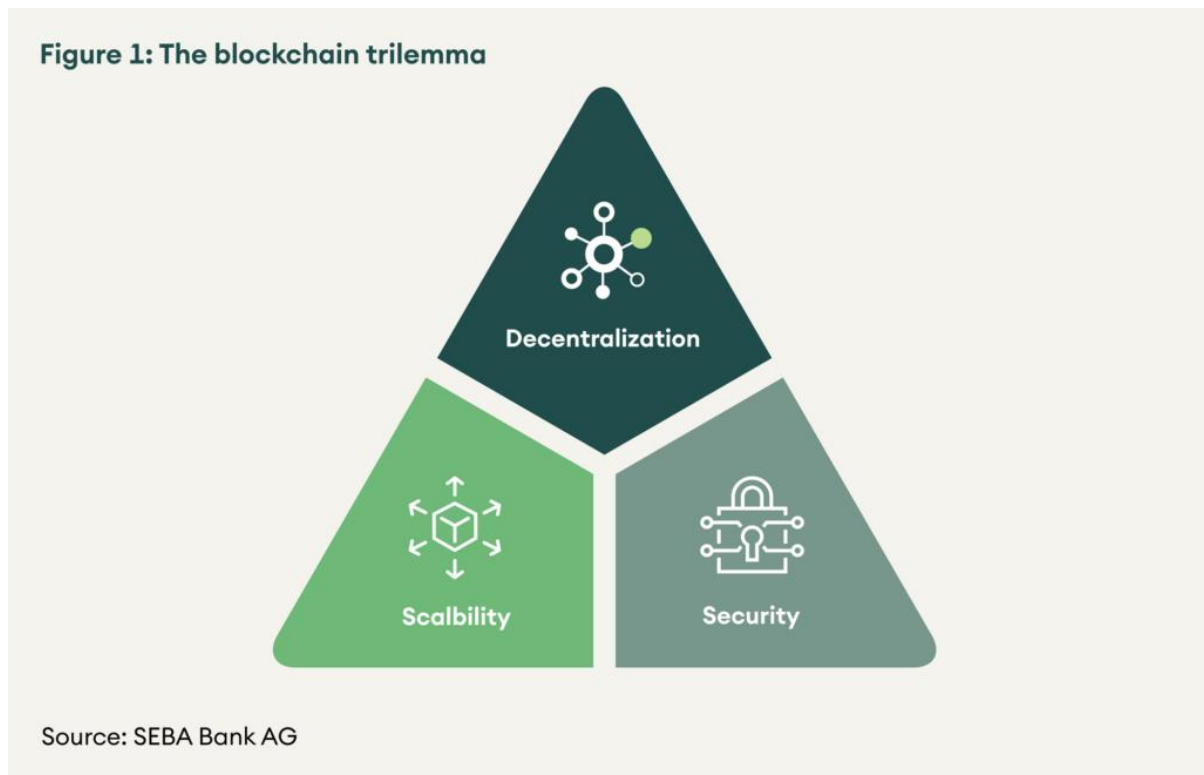 Figure 1: The blockchain trilemma
Decentralization
Scalbility
Security
Source: SEBA Bank AG